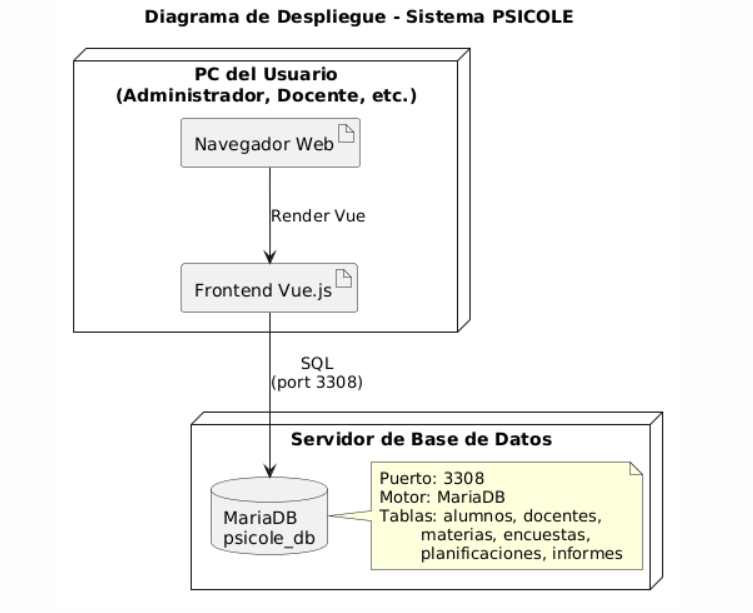 Diagrama de Despliegue - Sistema PSICOLE
PC del Usuario
(Administrador, Docente, etc.)
Navegador Web
Render Vue
Frontend Vue.js
SQL
(port 3308)
Servidor de Base de Datos
MariaDB
psicole_db
Puerto: 3308
Motor: MariaDB
Tablas: alumnos, docentes,
materias, encuestas,
planificaciones, informes